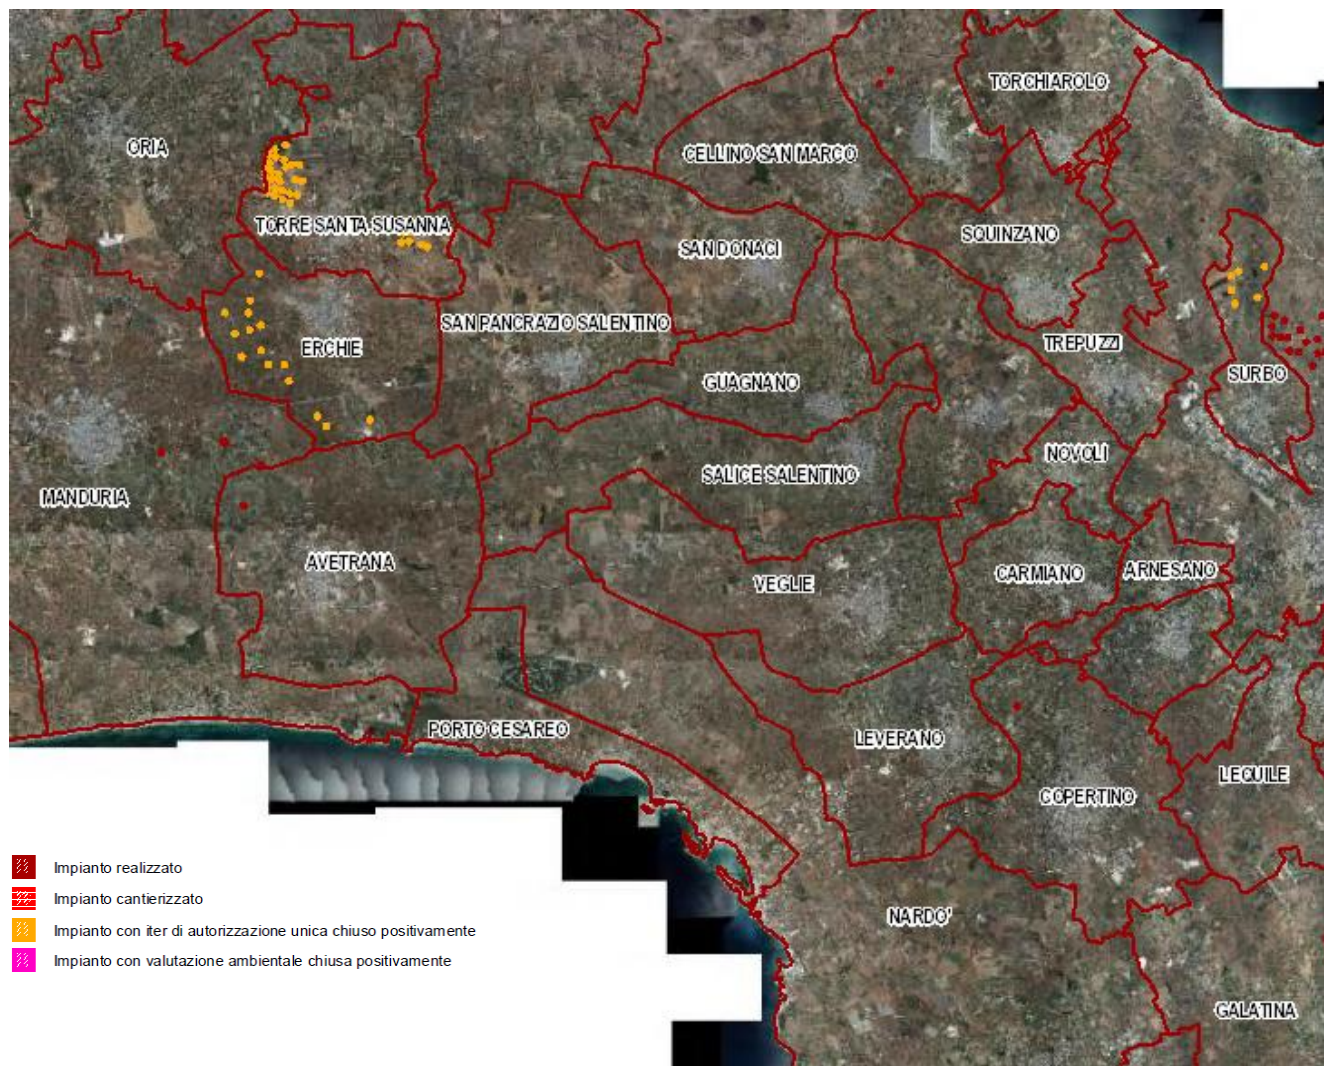 TORCHIAROLO
ORIA
CELLINO SAN MARCO
TORRE SANTA SUSANNA
SQUINZANO
SAN DONACI
SAN PANCRAZIO SALENTINO
ERCHIE
TREPUZZI
GUAGNANO
SURBO
NOVOLI
SALICE SALENTINO
MANDURIA
AVETRANA
CARMIANO
ARNESANO
VEGLIE
PORTO CESAREO
LEVERANO
LEQUILE
COPERTINO
Impianto realizzato
Impianto cantierizzato
NARDO'
Impianto con iter di autorizzazione unica chiuso positivamente
Impianto con valutazione ambientale chiusa positivamente
GALATINA